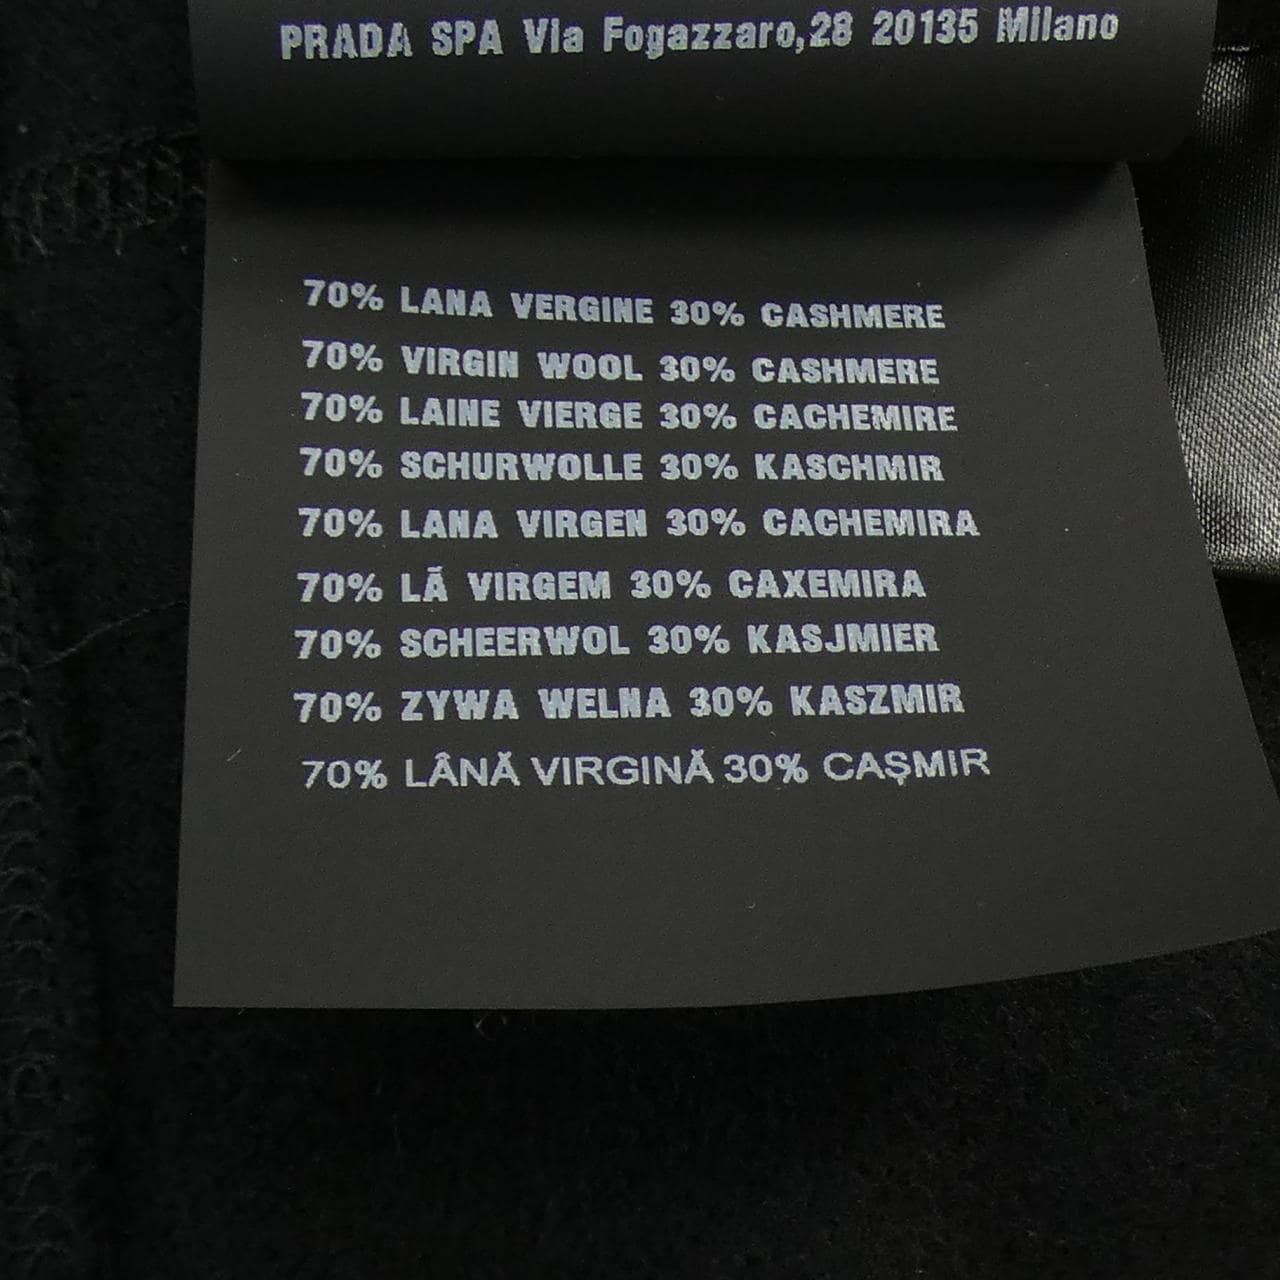 PRADA SPA Via Fogazzaro,28 20135 Milano
70% LANA VERGINE 30% CASHMERE
70% VIRGIN WOOL 30% CASHMERE
70% LAINE VIERGE 30% CACHEMIRE
70% SCHURWOLLE 30% KASCHMIR
70% LANA VIRGEN 30% CACHEMIRA
70% LÃ VIRGEM 30% CAXEMIRA
70% SCHEERWOL 30% KASJMIER
70% ZYWA WELNA 30% KASZMIR
70% LÂNĂ VIRGINĂ 30% CAȘMIR